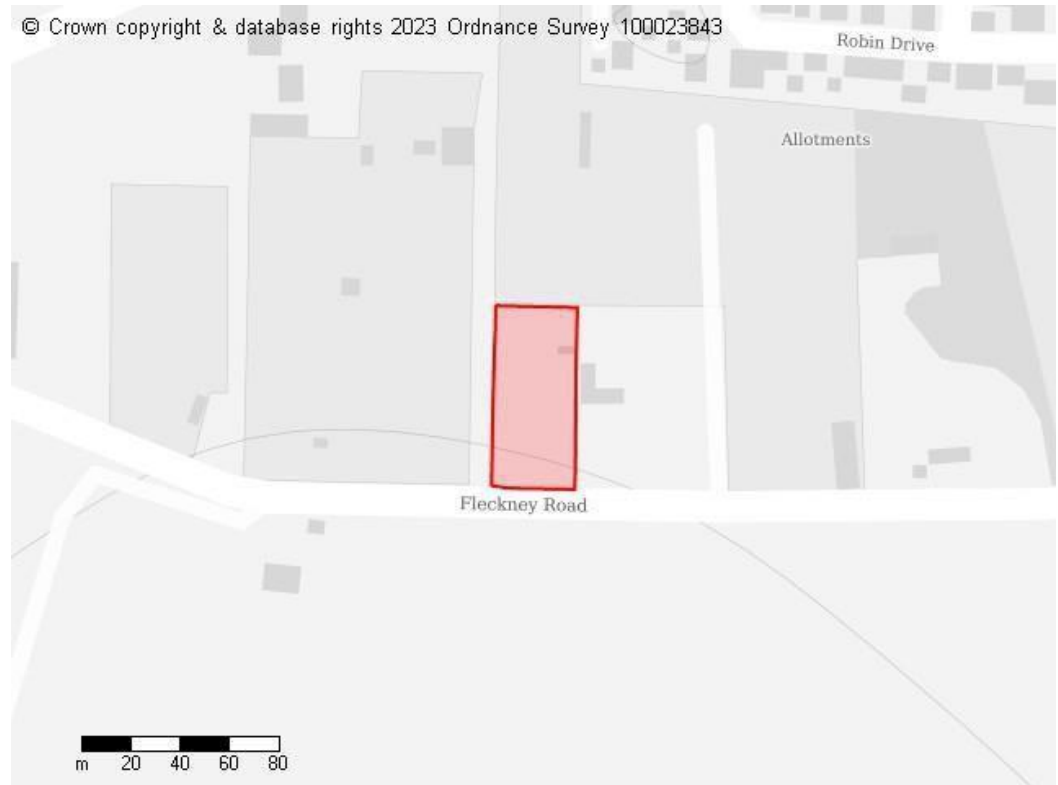 © Crown copyright & database rights 2023 Ordnance Survey 100023843
Robin Drive
Allotments
Fleckney Road
m 20 40 60 80